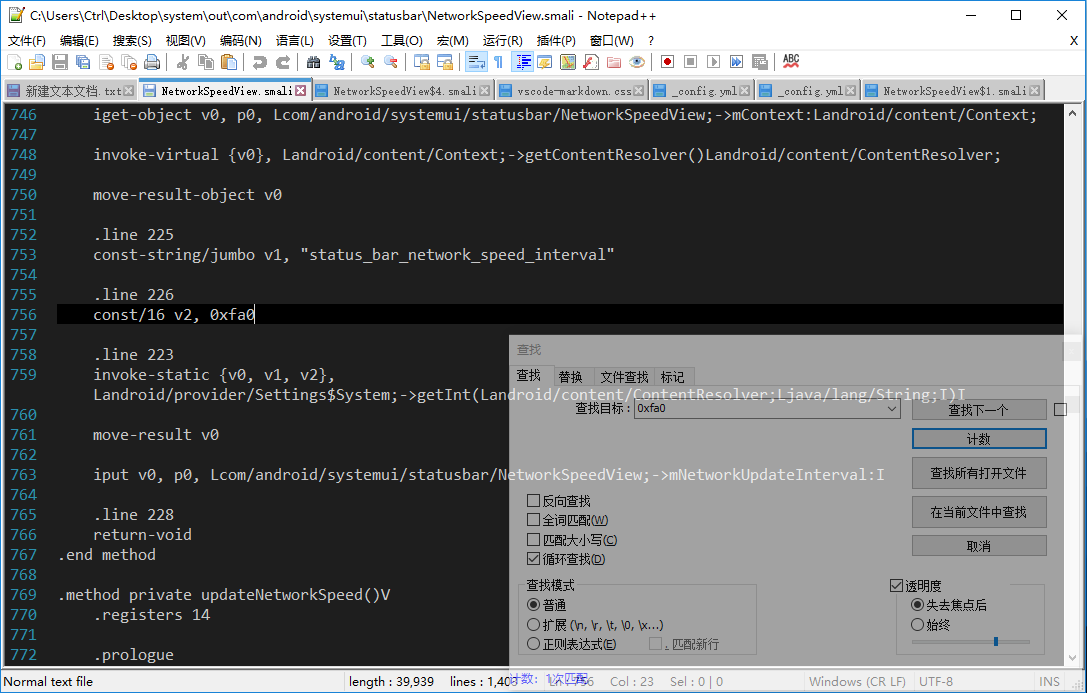 C:\Users\Ctrl\Desktop\system\out\com\android\systemui\statusbar\NetworkSpeedView.smali - Notepad++
文件(F) 编辑(E) 搜索(S) 视图(V) 编码(N) 语言(L) 设置(T) 工具(O) 宏(M) 运行(R) 插件(P) 窗口(W) ? X
ABC
新建文本文档.txt NetworkSpeedView.smali NetworkSpeedView$4.smali vscode-markdown.css _config.yml _config.yml NetworkSpeedView$1.smali
746 iget-object v0, p0, Lcom/android/systemui/statusbar/NetworkSpeedView;->mContext:Landroid/content/Context;
747
748 invoke-virtual {v0}, Landroid/content/Context;->getContentResolver()Landroid/content/ContentResolver;
749
750 move-result-object v0
751
752 .line 225
753 const-string/jumbo v1, "status_bar_network_speed_interval"
754
755 .line 226
756 const/16 v2, 0xfa0
757
758 .line 223
759 invoke-static {v0, v1, v2},
Landroid/provider/Settings$System;->getInt(Landroid/content/ContentResolver;Ljava/lang/String;I)I
760
761 move-result v0
762
763 iput v0, p0, Lcom/android/systemui/statusbar/NetworkSpeedView;->mNetworkUpdateInterval:I
764
765 .line 228
766 return-void
767 .end method
768
769 .method private updateNetworkSpeed()V
770 .registers 14
771
772 .prologue
查找
查找 替换 文件查找 标记
查找目标: 0xfa0
查找下一个
计数
查找所有打开文件
在当前文件中查找
取消
反向查找
全词匹配(W)
匹配大小写(C)
循环查找(D)
查找模式
普通
扩展 (\n, \r, \t, \0, \x...)
正则表达式(E) . 匹配新行
透明度
失去焦点后
始终
计数: 1次匹配
Normal text file length : 39,939 lines : 1,403 Ln : 756 Col : 23 Sel : 0 | 0 Windows (CR LF) UTF-8 INS